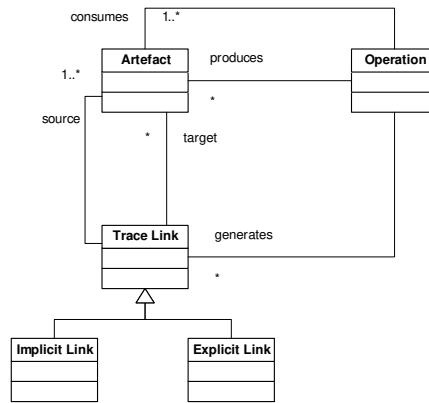 consumes 1..*
Artefact produces Operation
1..*
*
source
* target
Trace Link generates
*
Implicit Link Explicit Link